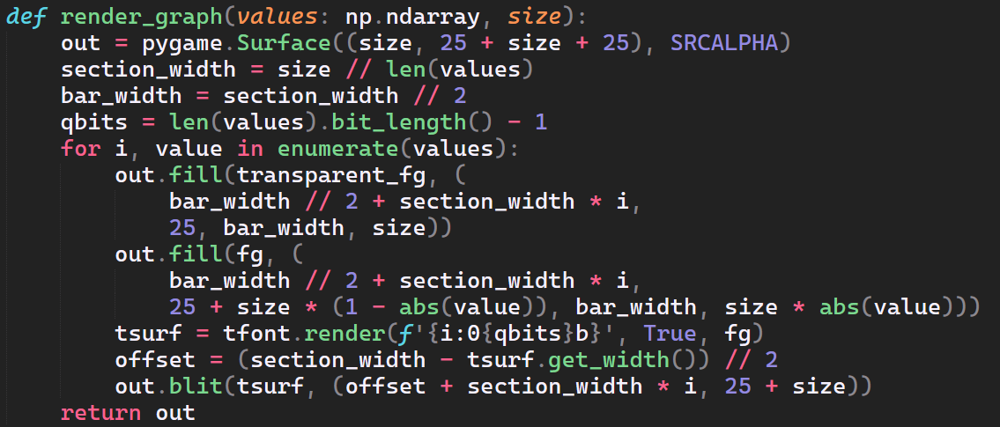 def render_graph(values: np.ndarray, size):
    out = pygame.Surface((size, 25 + size + 25), SRCALPHA)
    section_width = size // len(values)
    bar_width = section_width // 2
    qbits = len(values).bit_length() - 1
    for i, value in enumerate(values):
        out.fill(transparent_fg, (
            bar_width // 2 + section_width * i,
            25, bar_width, size))
        out.fill(fg, (
            bar_width // 2 + section_width * i,
            25 + size * (1 - abs(value)), bar_width, size * abs(value)))
        tsurf = tfont.render(f'{i:0{qbits}b}', True, fg)
        offset = (section_width - tsurf.get_width()) // 2
        out.blit(tsurf, (offset + section_width * i, 25 + size))
    return out